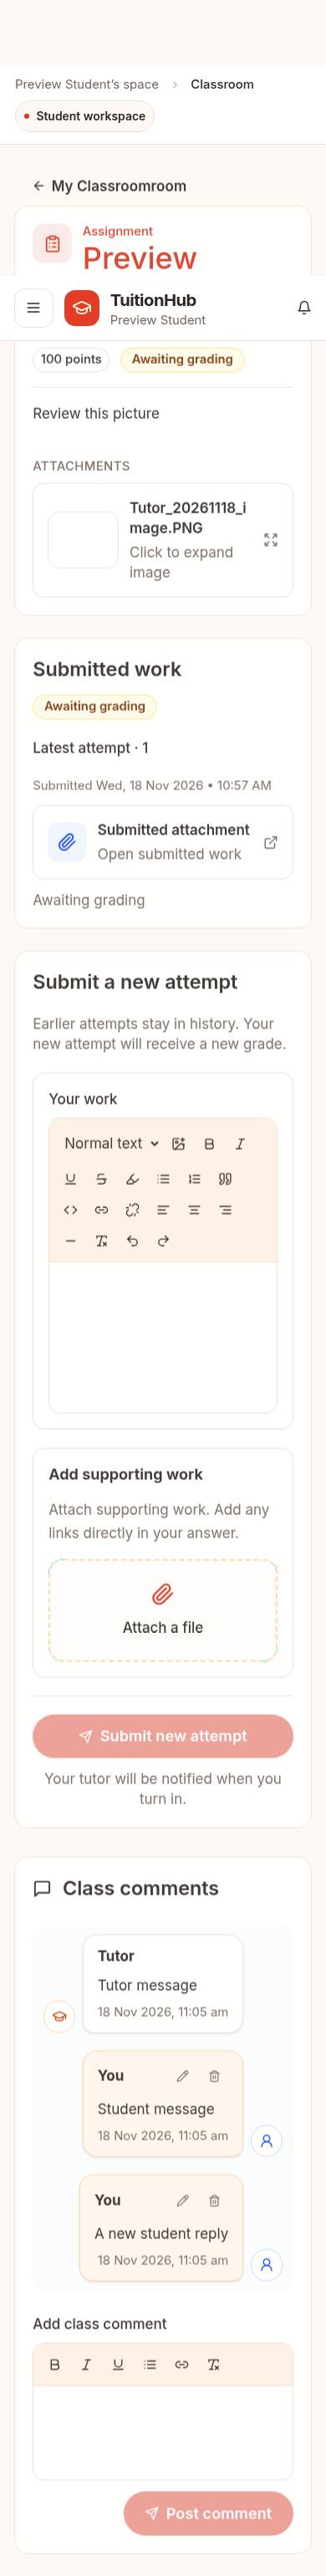 Preview Student's space > Classroom
Student workspace
My Classroomroom
Assignment
Preview
TuitionHub
Preview Student
100 points
Awaiting grading
Review this picture
ATTACHMENTS
Tutor_20261118_i
mage.PNG
Click to expand
image
Submitted work
Awaiting grading
Latest attempt · 1
Submitted Wed, 18 Nov 2026 • 10:57 AM
Submitted attachment
Open submitted work
Awaiting grading
Submit a new attempt
Earlier attempts stay in history. Your
new attempt will receive a new grade.
Your work
Normal text
Add supporting work
Attach supporting work. Add any
links directly in your answer.
Attach a file
Submit new attempt
Your tutor will be notified when you
turn in.
Class comments
Tutor
Tutor message
18 Nov 2026, 11:05 am
You
Student message
18 Nov 2026, 11:05 am
You
A new student reply
18 Nov 2026, 11:05 am
Add class comment
Post comment